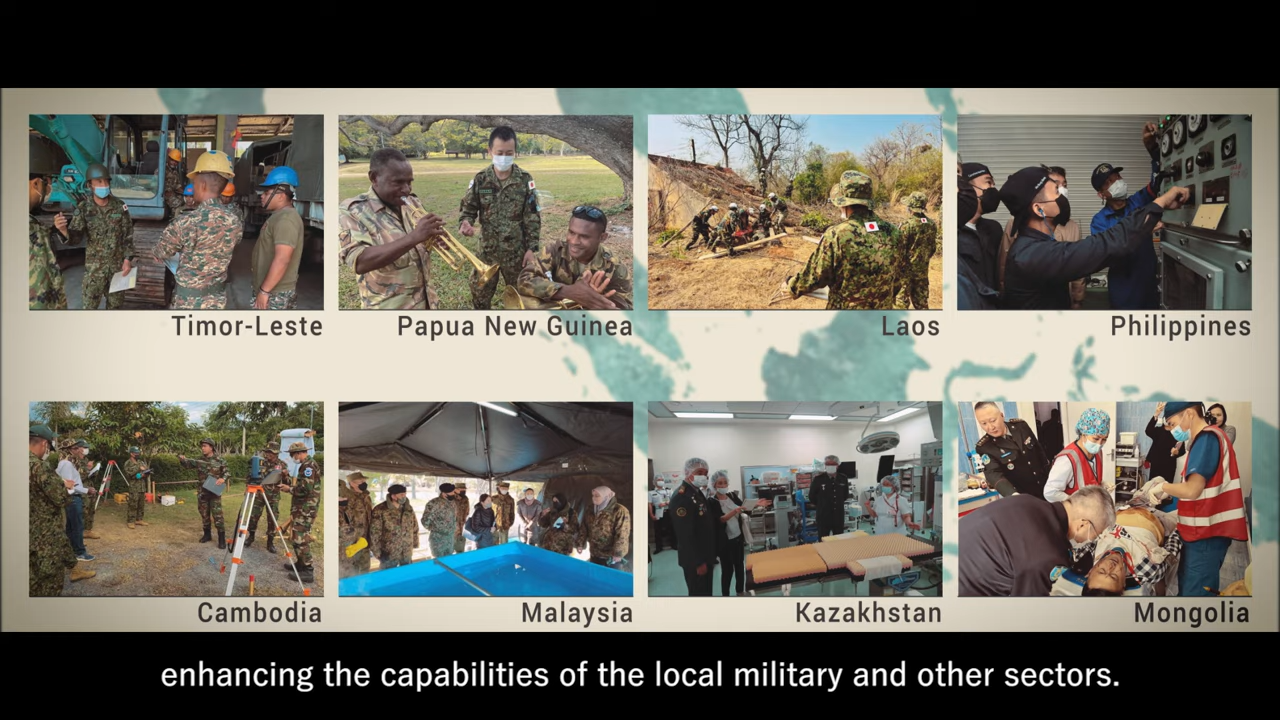 Timor-Leste
Papua New Guinea
Laos
Philippines
Cambodia
Malaysia
Kazakhstan
Mongolia
enhancing the capabilities of the local military and other sectors.